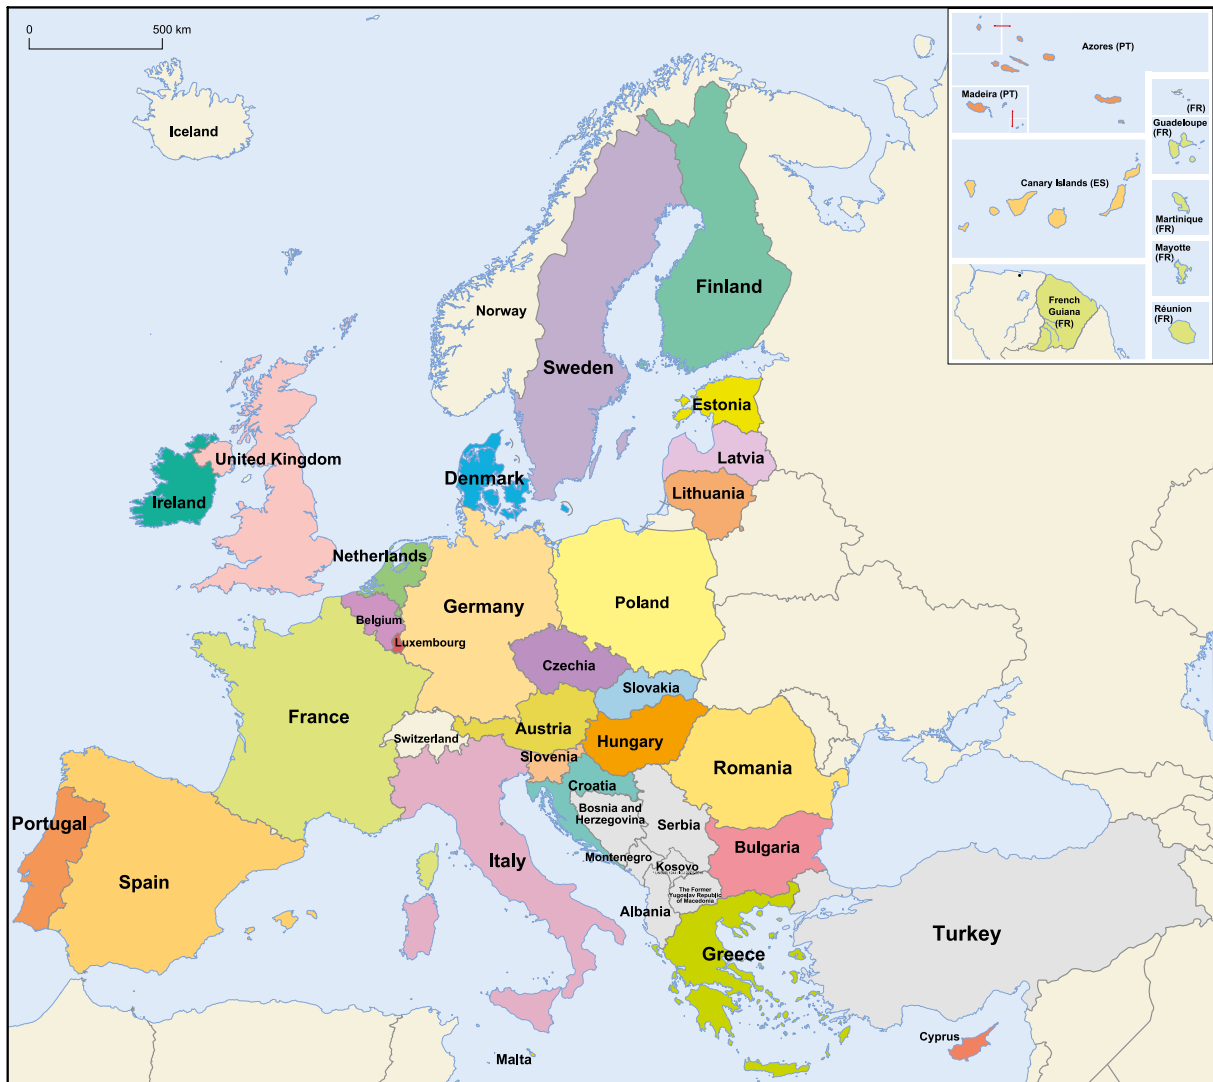 0
500 km
Azores (PT)
Madeira (PT)
(FR)
Guadeloupe
(FR)
Canary Islands (ES)
Martinique
(FR)
Mayotte
(FR)
French
Guiana
(FR)
Réunion
(FR)
Iceland
Norway
Finland
Sweden
Estonia
Latvia
Lithuania
United Kingdom
Ireland
Denmark
Netherlands
Belgium
Luxembourg
Germany
Poland
Czechia
Slovakia
France
Switzerland
Austria
Hungary
Slovenia
Croatia
Romania
Bosnia and
Herzegovina
Serbia
Portugal
Spain
Italy
Montenegro
Kosovo
Bulgaria
The Former
Yugoslav Republic
of Macedonia
Albania
Greece
Turkey
Malta
Cyprus